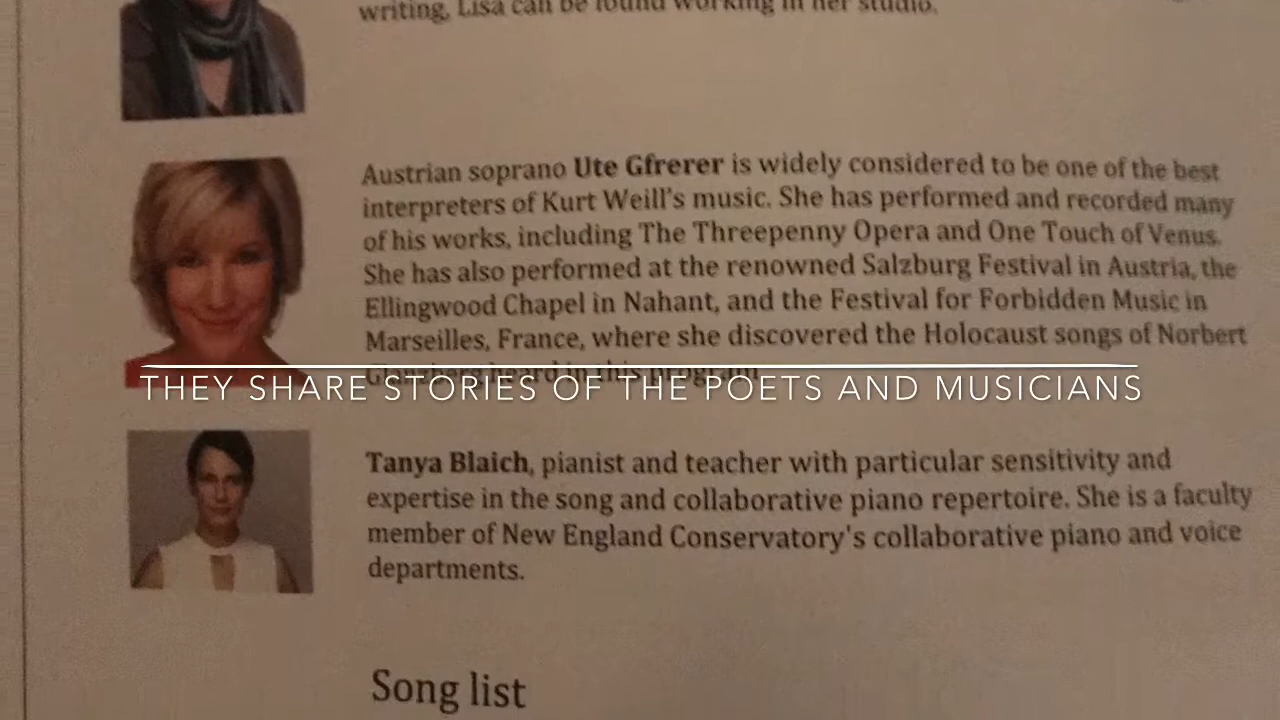 writing, Lisa can be found working in her studio.
Austrian soprano Ute Gfrerer is widely considered to be one of the best
interpreters of Kurt Weill's music. She has performed and recorded many
of his works, including The Threepenny Opera and One Touch of Venus.
She has also performed at the renowned Salzburg Festival in Austria, the
Ellingwood Chapel in Nahant, and the Festival for Forbidden Music in
Marseilles, France, where she discovered the Holocaust songs of Norbert
Glanzberg heard in this program.
THEY SHARE STORIES OF THE POETS AND MUSICIANS
Tanya Blaich, pianist and teacher with particular sensitivity and
expertise in the song and collaborative piano repertoire. She is a faculty
member of New England Conservatory's collaborative piano and voice
departments.
Song list